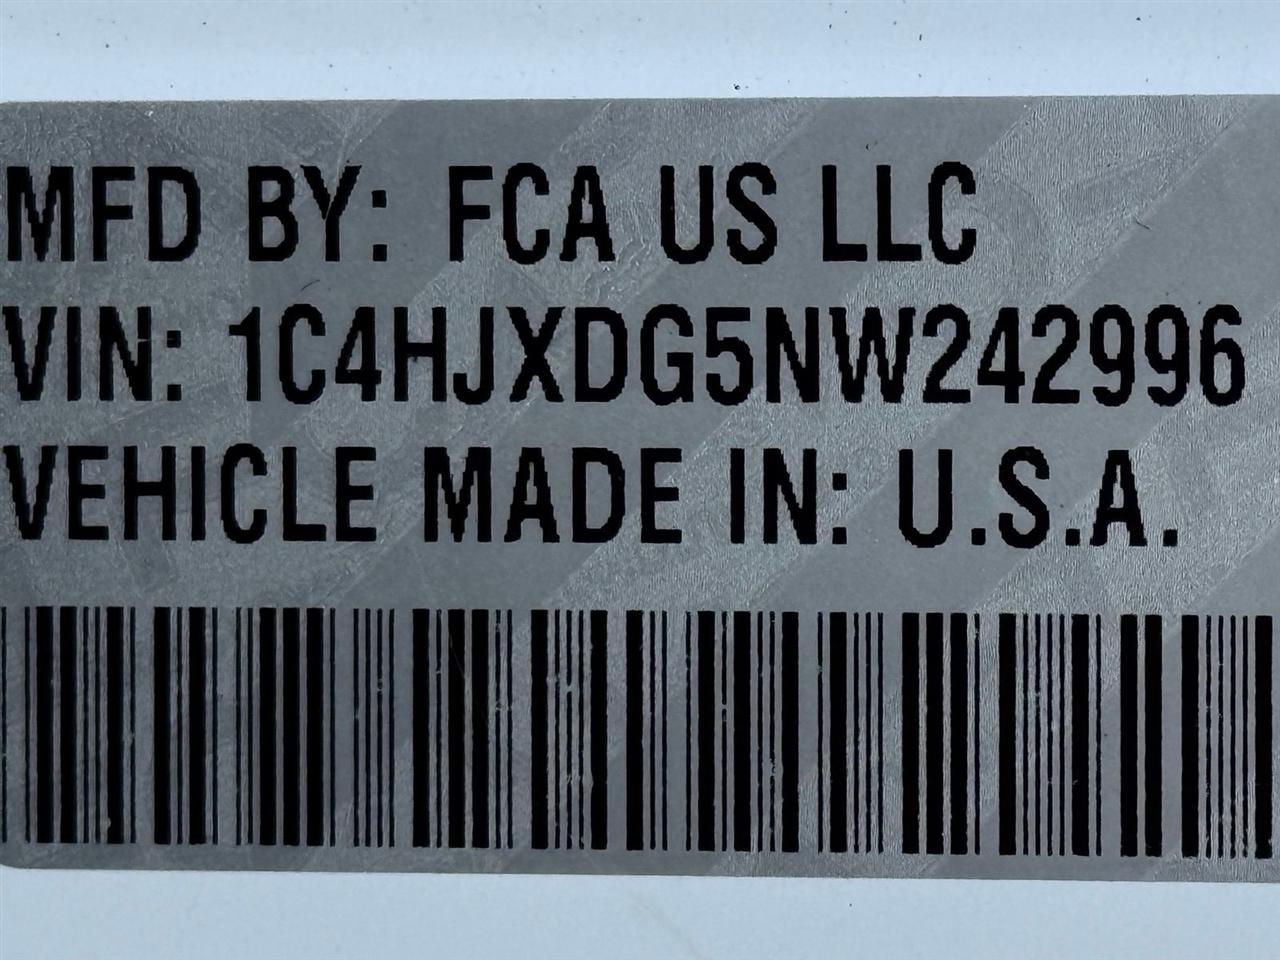 MFD BY: FCA US LLC
VIN: 1C4HJXDG5NW242996
VEHICLE MADE IN: U.S.A.